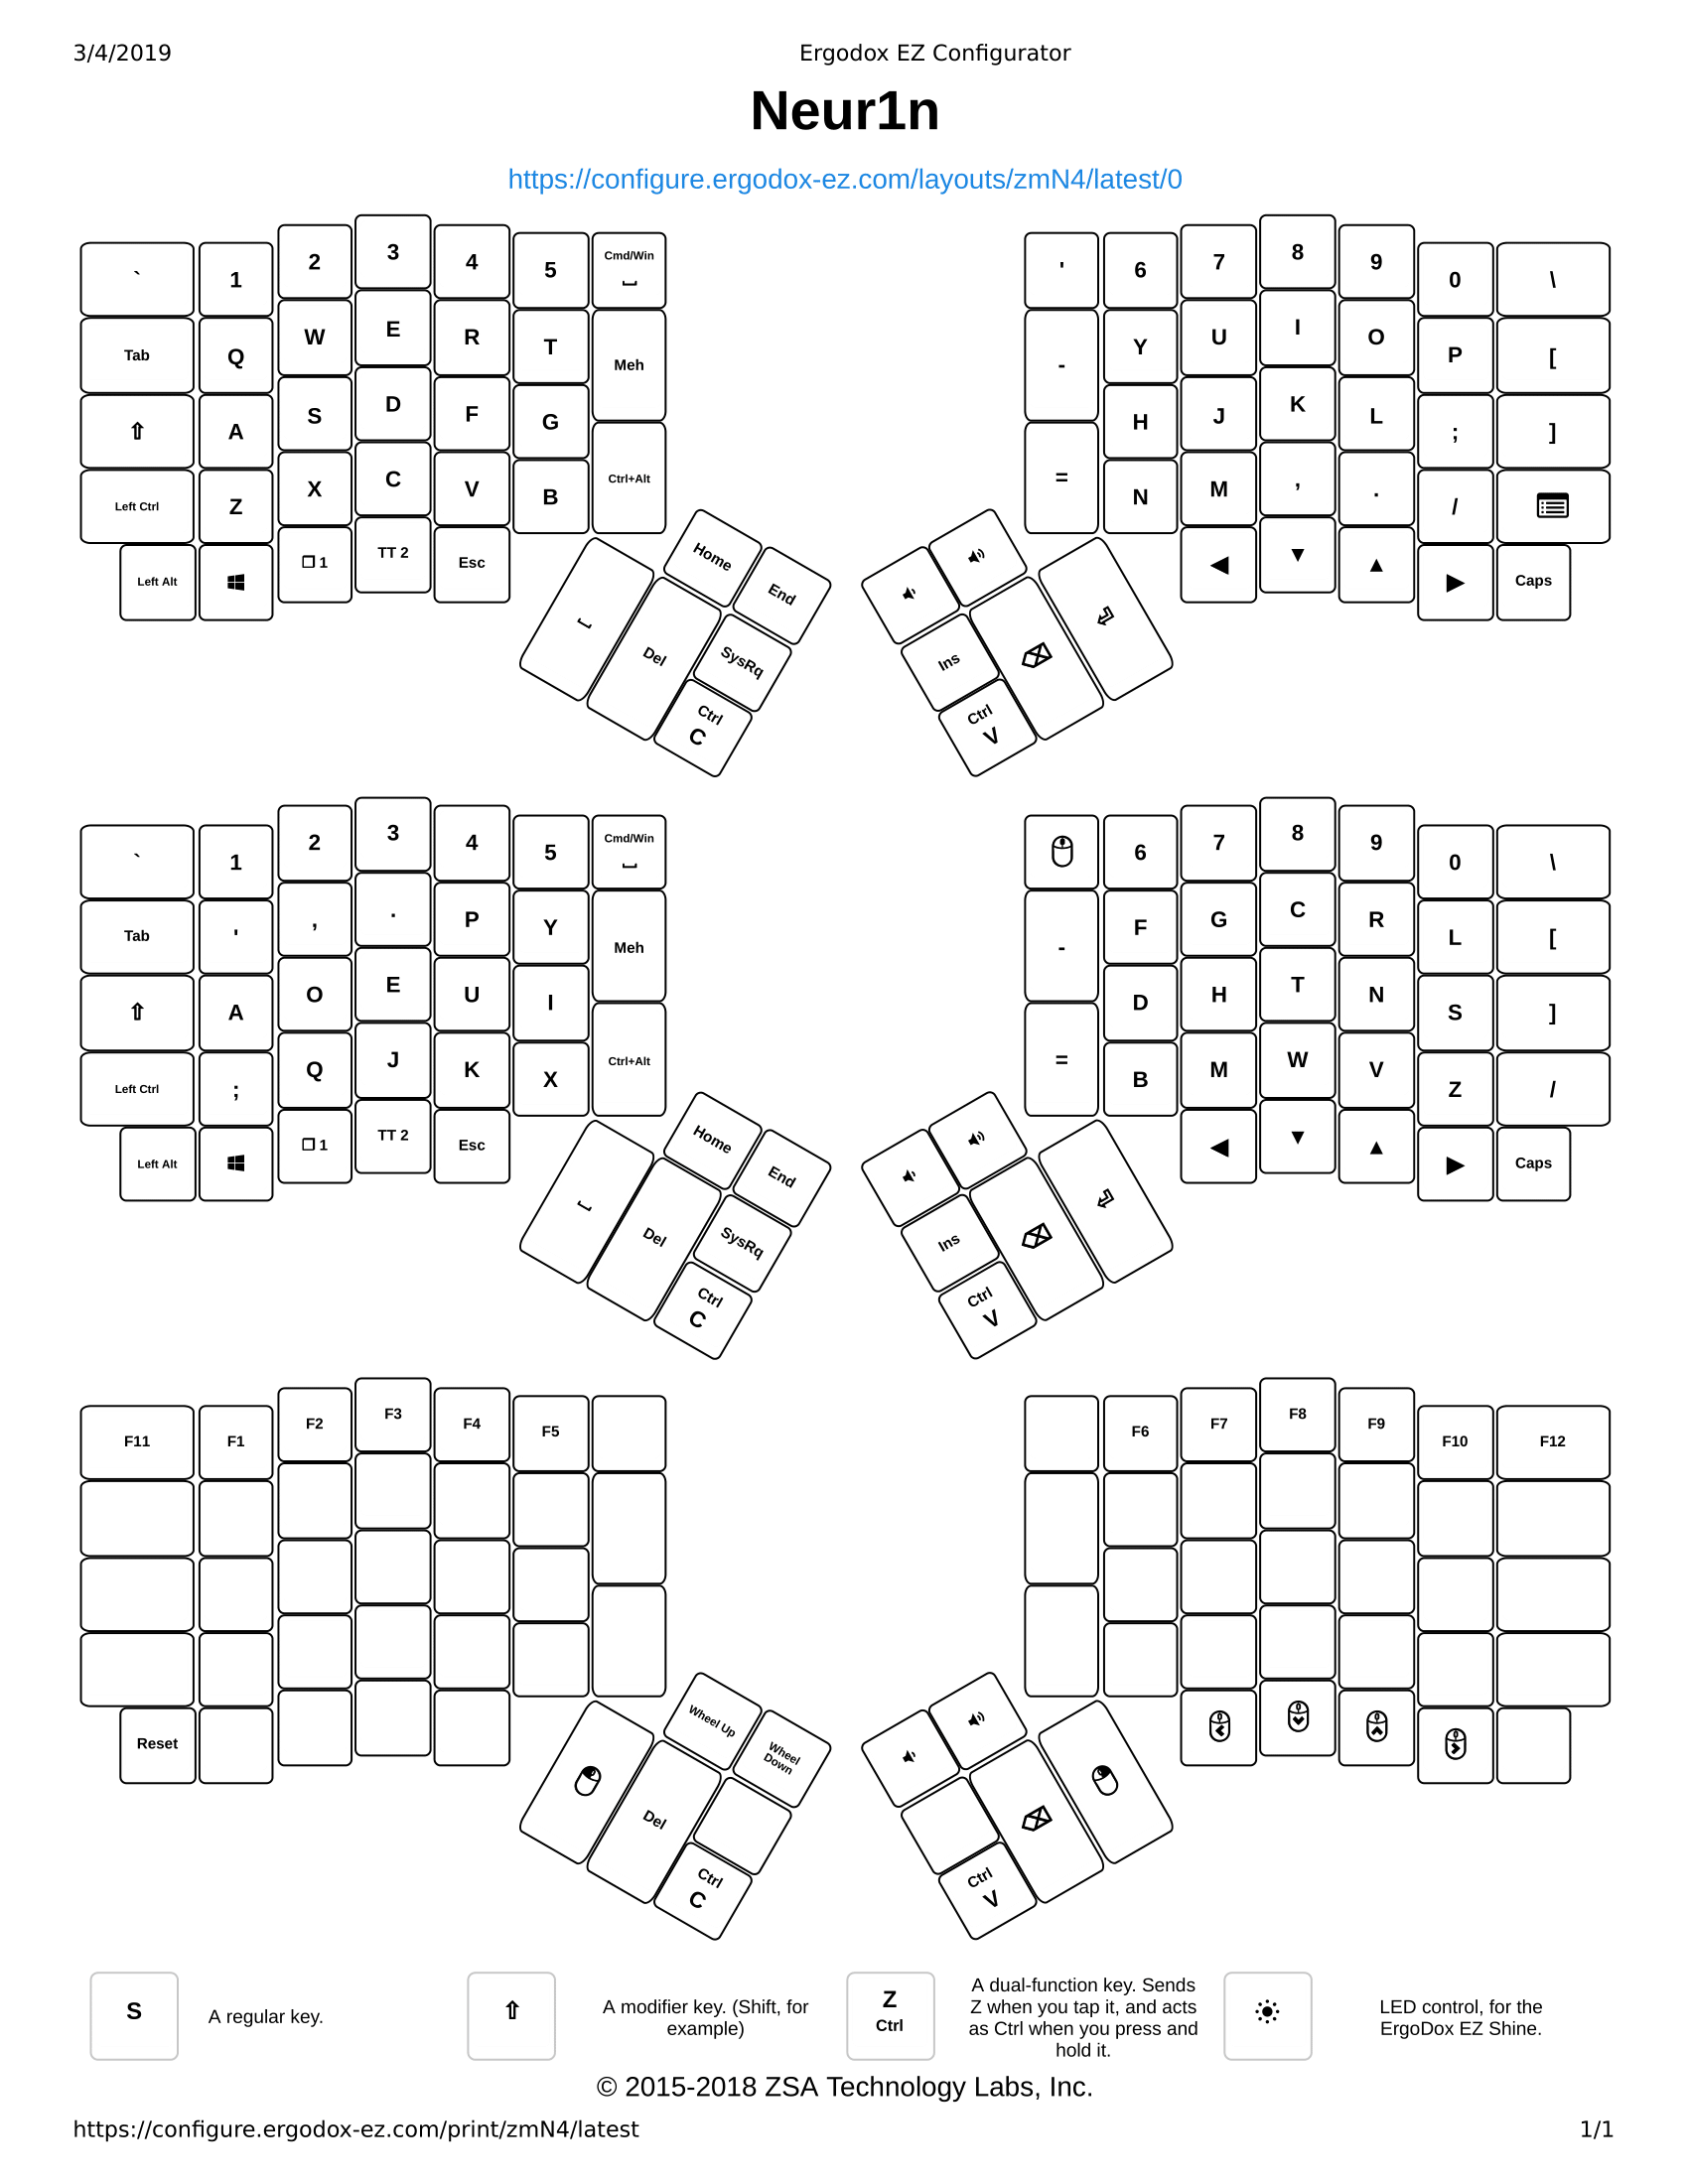 3/4/2019 Ergodox EZ Configurator
Neur1n
https://configure.ergodox-ez.com/layouts/zmN4/latest/0
` 1 2 3 4 5 Cmd/Win ⎵
Tab Q W E R T Meh
⇧ A S D F G
Left Ctrl Z X C V B Ctrl+Alt
Left Alt ❐ 1 TT 2 Esc
Home End
⎵ Del SysRq
Ctrl C
' 6 7 8 9 0 \
- Y U I O P [
H J K L ; ]
= N M , . /
◀ ▼ ▲ ▶ Caps
Ins
Ctrl V
` 1 2 3 4 5 Cmd/Win ⎵
Tab ' , . P Y Meh
⇧ A O E U I
Left Ctrl ; Q J K X Ctrl+Alt
Left Alt ❐ 1 TT 2 Esc
Home End
⎵ Del SysRq
Ctrl C
6 7 8 9 0 \
- F G C R L [
D H T N S ]
= B M W V Z /
◀ ▼ ▲ ▶ Caps
Ins
Ctrl V
F11 F1 F2 F3 F4 F5
Reset
Wheel Up Wheel Down
Del
Ctrl C
F6 F7 F8 F9 F10 F12
Ctrl V
S A regular key.
⇧ A modifier key. (Shift, for
example)
Z Ctrl
A dual-function key. Sends
Z when you tap it, and acts
as Ctrl when you press and
hold it.
LED control, for the
ErgoDox EZ Shine.
© 2015-2018 ZSA Technology Labs, Inc.
https://configure.ergodox-ez.com/print/zmN4/latest 1/1